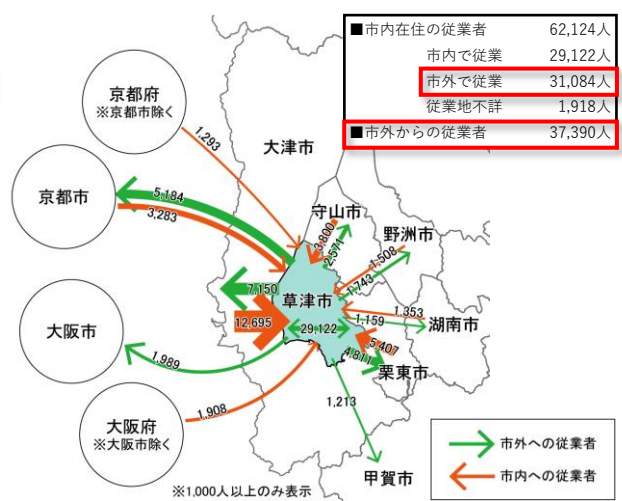 ■市内在住の従業者 62,124人
市内で従業 29,122人
市外で従業 31,084人
従業地不詳 1,918人
■市外からの従業者 37,390人
京都府
※京都市除く
1,293
大津市
京都市
5,184
3,283
守山市
3,800
2,571
野洲市
1,508
1,743
7,150
草津市
12,695
29,122
1,353
1,159
湖南市
大阪市
1,989
5,407
4,811
栗東市
1,213
1,908
大阪府
※大阪市除く
甲賀市
市外への従業者
市内への従業者
※1,000人以上のみ表示